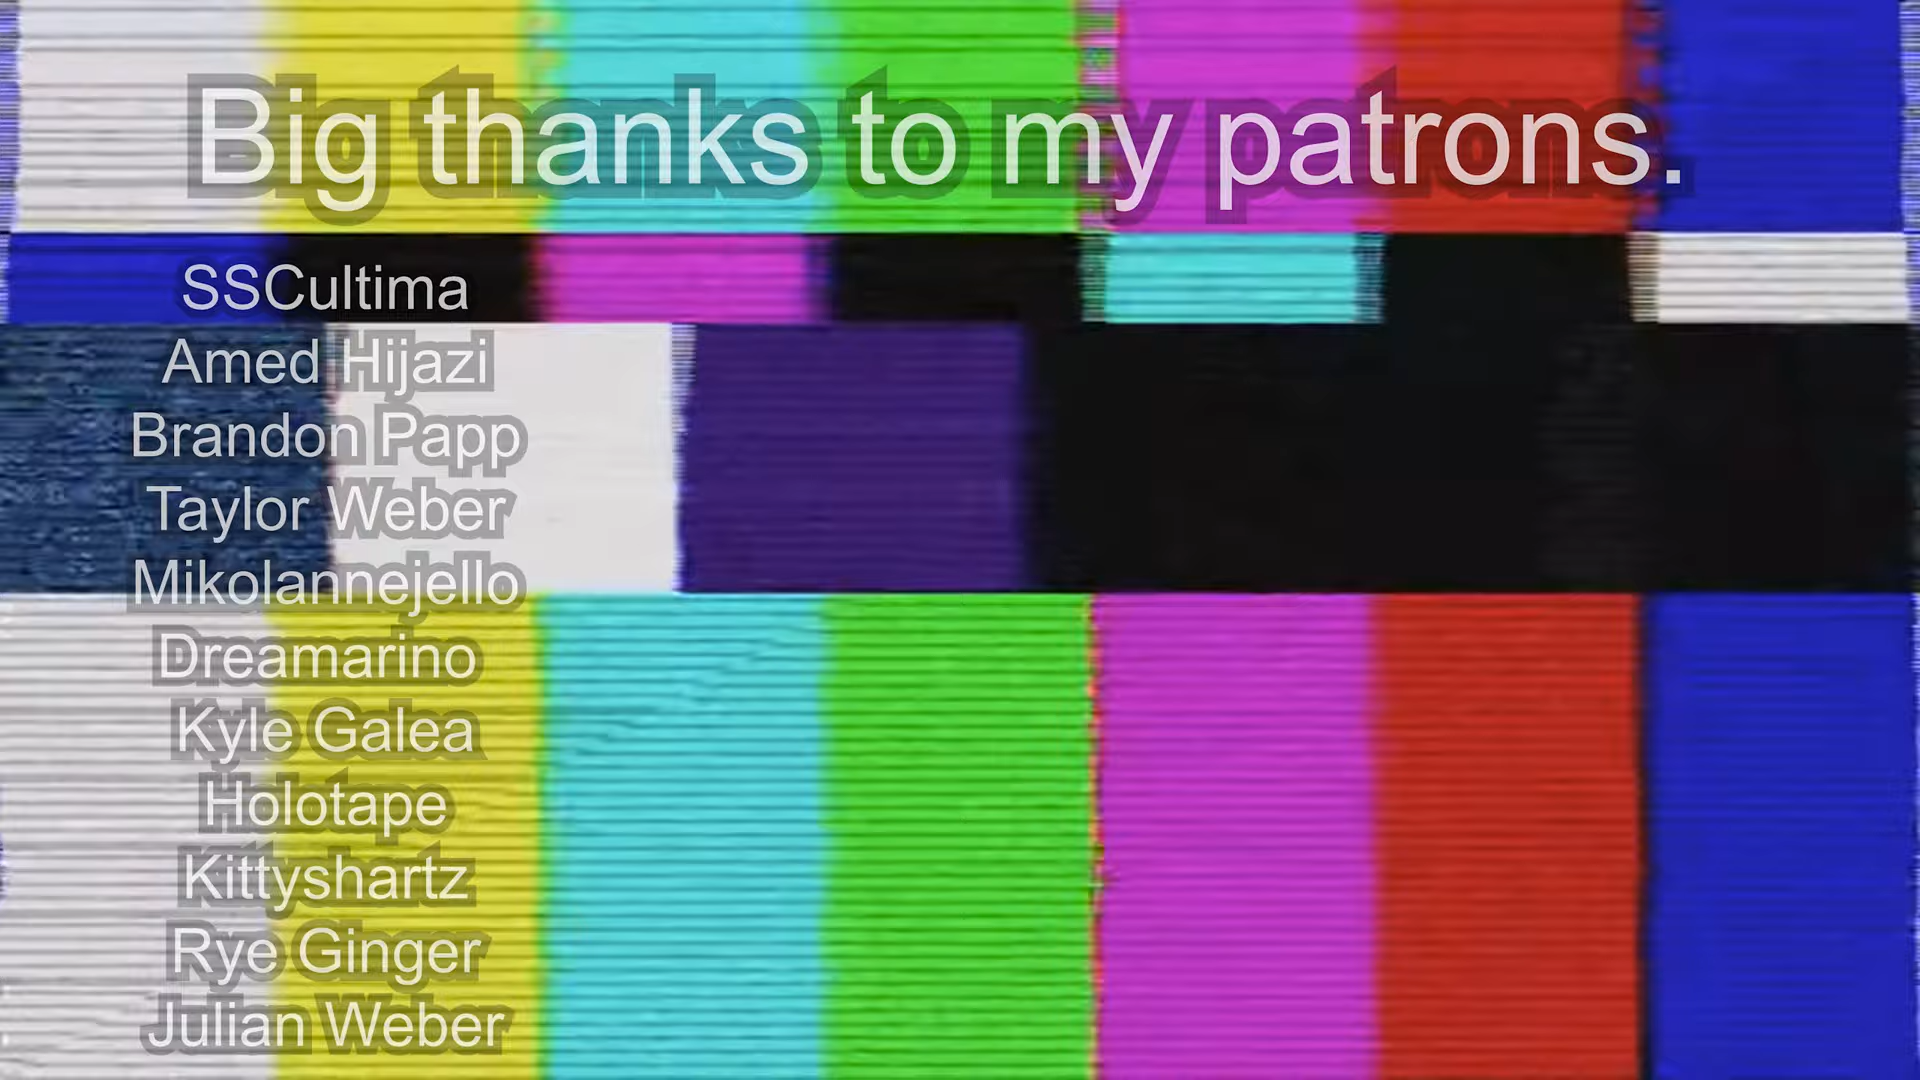 Big thanks to my patrons.
SSCultima
Amed Hijazi
Brandon Papp
Taylor Weber
Mikolannejello
Dreamarino
Kyle Galea
Holotape
Kittyshartz
Rye Ginger
Julian Weber